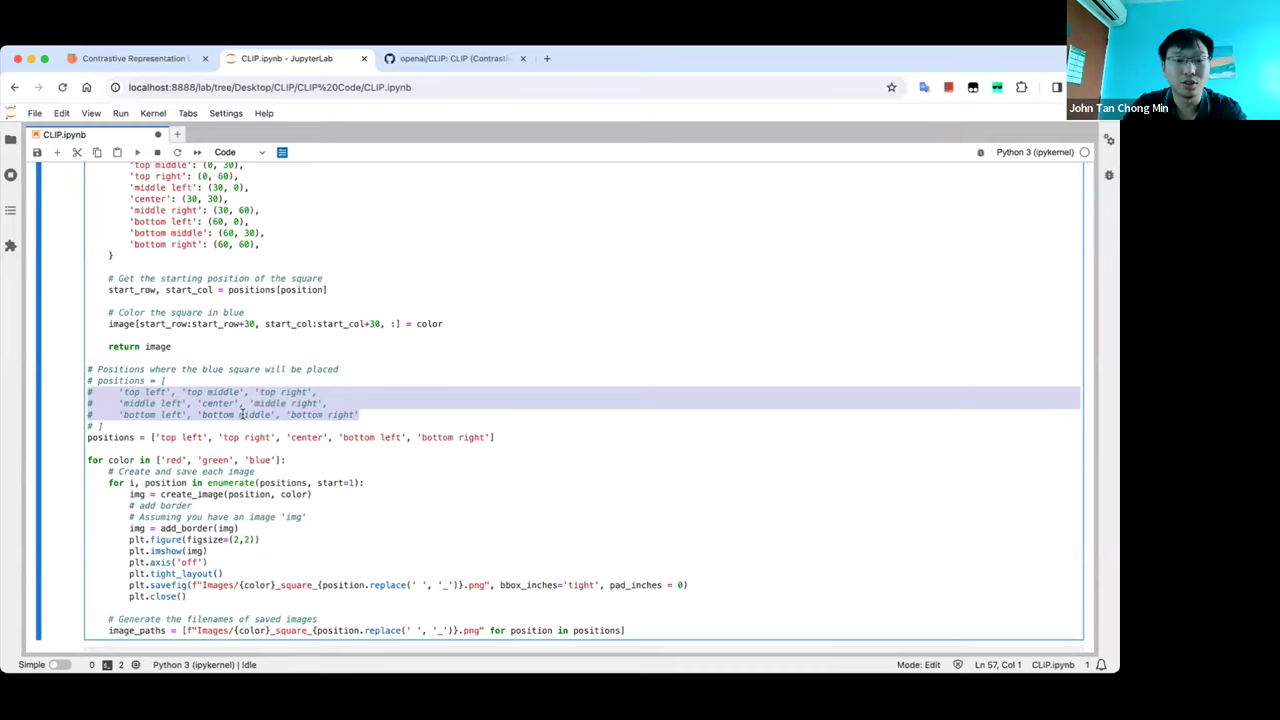 Contrastive Representation L
CLIP.ipynb - JupyterLab
openai/CLIP: CLIP (Contrasti
localhost:8888/lab/tree/Desktop/CLIP/CLIP%20Code/CLIP.ipynb
John Tan Chong Min
File Edit View Run Kernel Tabs Settings Help
CLIP.ipynb
Code
Python 3 (ipykernel)
'top middle': (0, 30),
'top right': (0, 60),
'middle left': (30, 0),
'center': (30, 30),
'middle right': (30, 60),
'bottom left': (60, 0),
'bottom middle': (60, 30),
'bottom right': (60, 60),
}
# Get the starting position of the square
start_row, start_col = positions[position]
# Color the square in blue
image[start_row:start_row+30, start_col:start_col+30, :] = color
return image
# Positions where the blue square will be placed
# positions = [
# 'top left', 'top middle', 'top right',
# 'middle left', 'center', 'middle right',
# 'bottom left', 'bottom middle', 'bottom right'
# ]
positions = ['top left', 'top right', 'center', 'bottom left', 'bottom right']
for color in ['red', 'green', 'blue']:
# Create and save each image
for i, position in enumerate(positions, start=1):
img = create_image(position, color)
# add border
# Assuming you have an image 'img'
img = add_border(img)
plt.figure(figsize=(2,2))
plt.imshow(img)
plt.axis('off')
plt.tight_layout()
plt.savefig(f"Images/{color}_square_{position.replace(' ', '_')}.png", bbox_inches='tight', pad_inches = 0)
plt.close()
# Generate the filenames of saved images
image_paths = [f"Images/{color}_square_{position.replace(' ', '_')}.png" for position in positions]
Simple 0 2 Python 3 (ipykernel) | Idle Mode: Edit Ln 57, Col 1 CLIP.ipynb 1